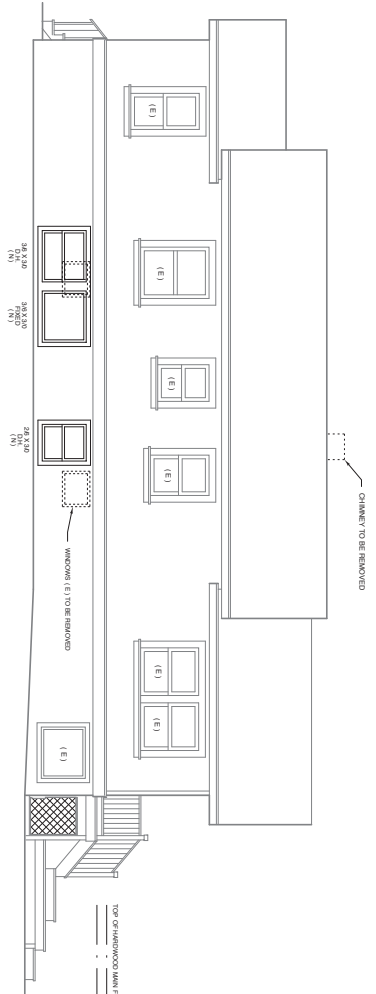 CHIMNEY TO BE REMOVED
(E)
(E)
(E)
(E)
(E)
(E)
(E)
3/6 X 3/0
D.H.
(N)
3/6 X 3/0
FIXED
(N)
2/6 X 3/0
D.H.
(N)
WINDOWS (E) TO BE REMOVED
TOP OF HARDWOOD MAIN F